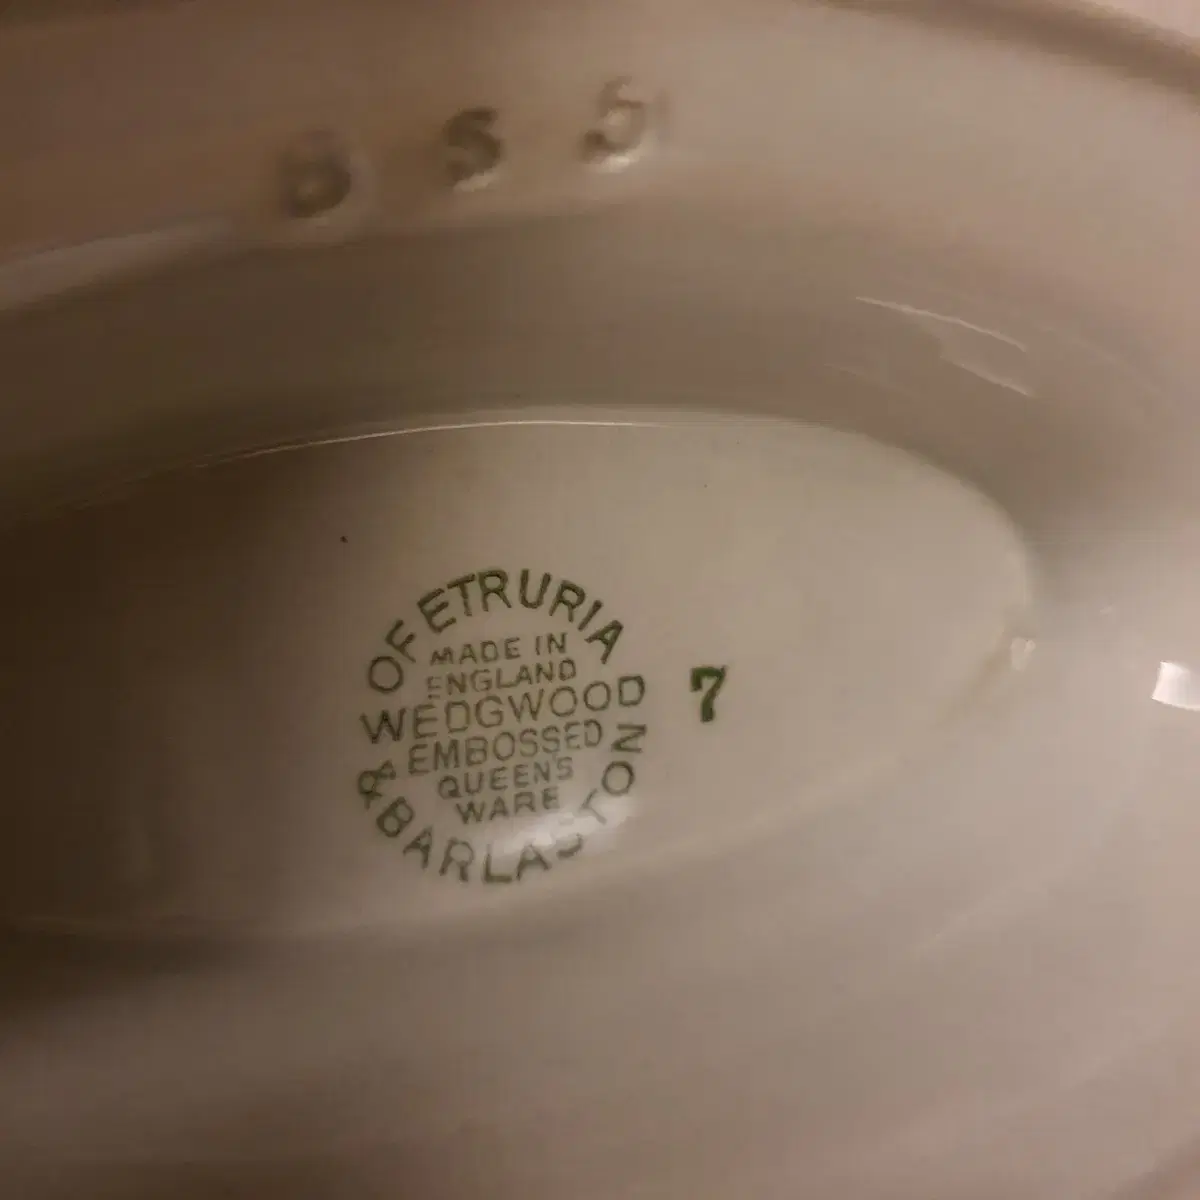 OF ETRURIA
MADE IN
ENGLAND
WEDGWOOD
EMBOSSED
QUEEN'S
WARE
& BARLASTON
7